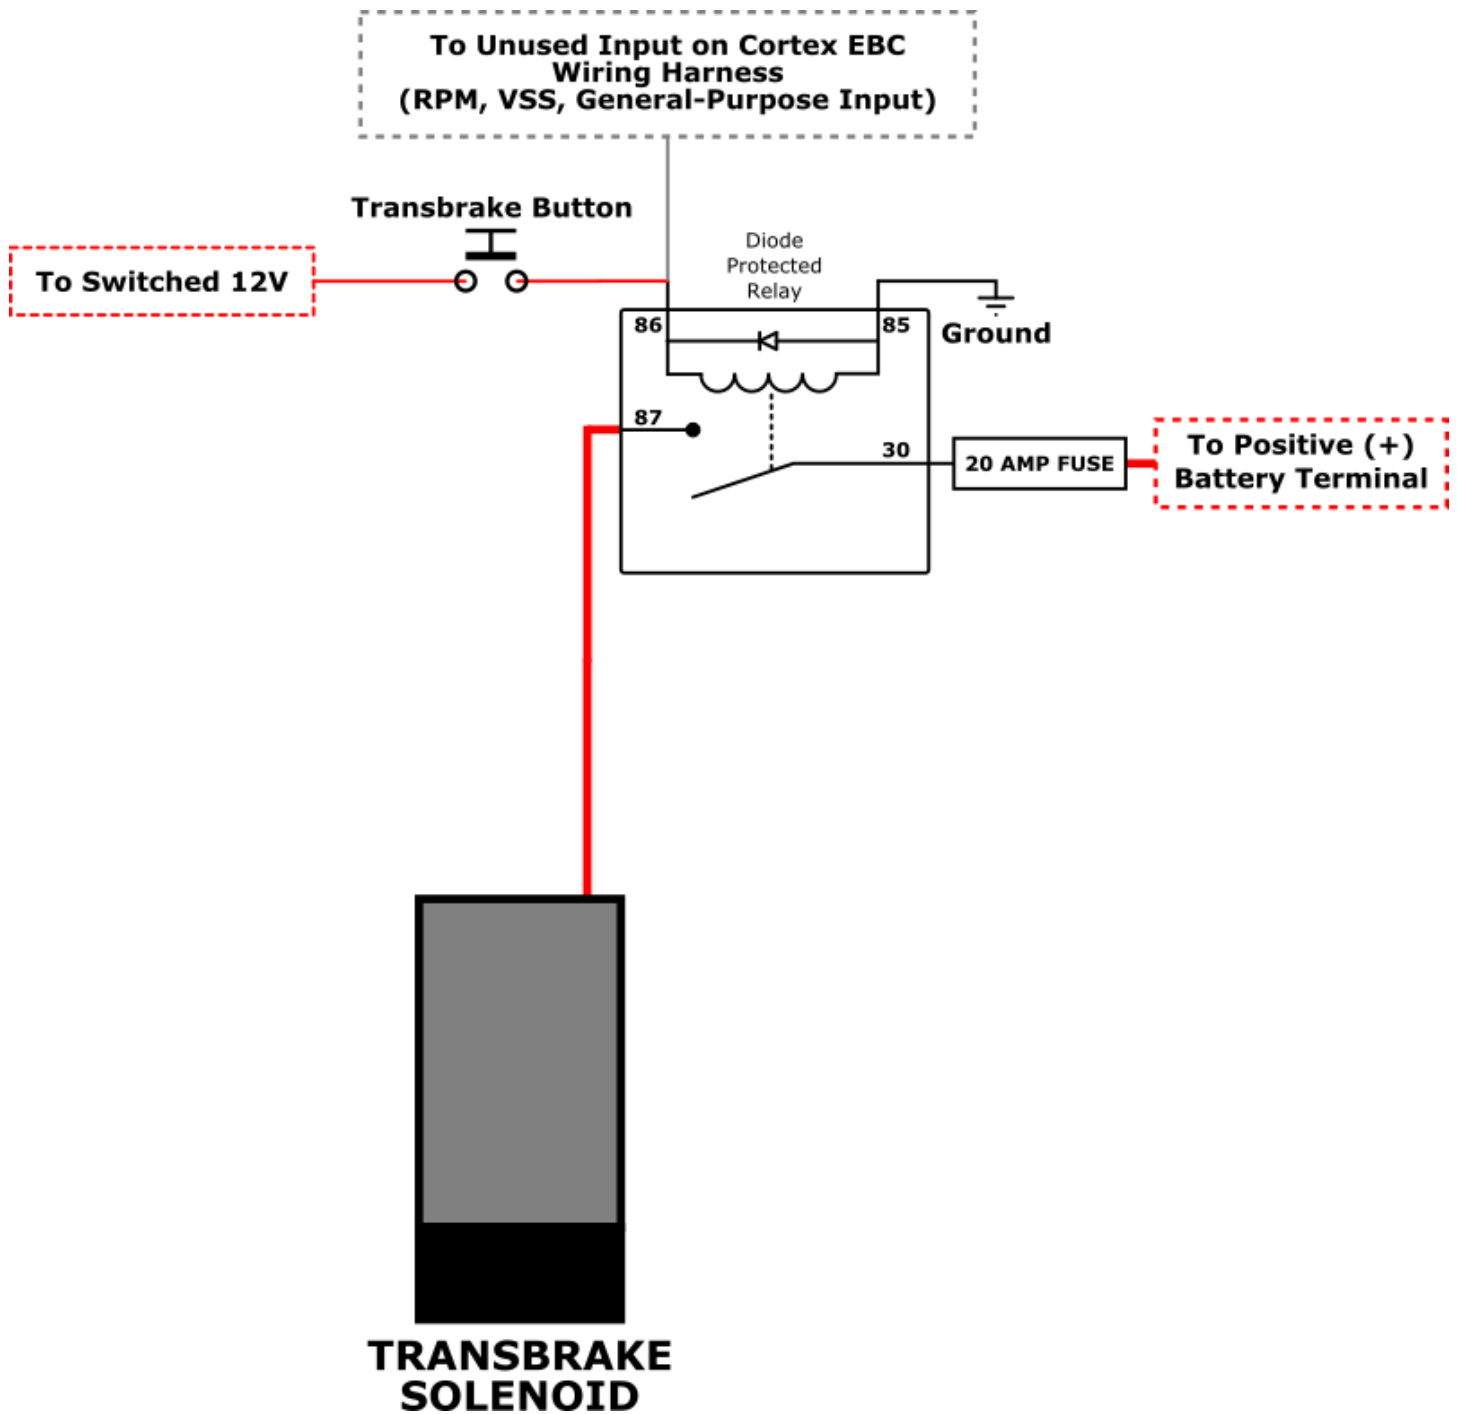 To Unused Input on Cortex EBC
Wiring Harness
(RPM, VSS, General-Purpose Input)
Transbrake Button
To Switched 12V
Diode
Protected
Relay
86
85
Ground
87
30
20 AMP FUSE
To Positive (+)
Battery Terminal
TRANSBRAKE
SOLENOID